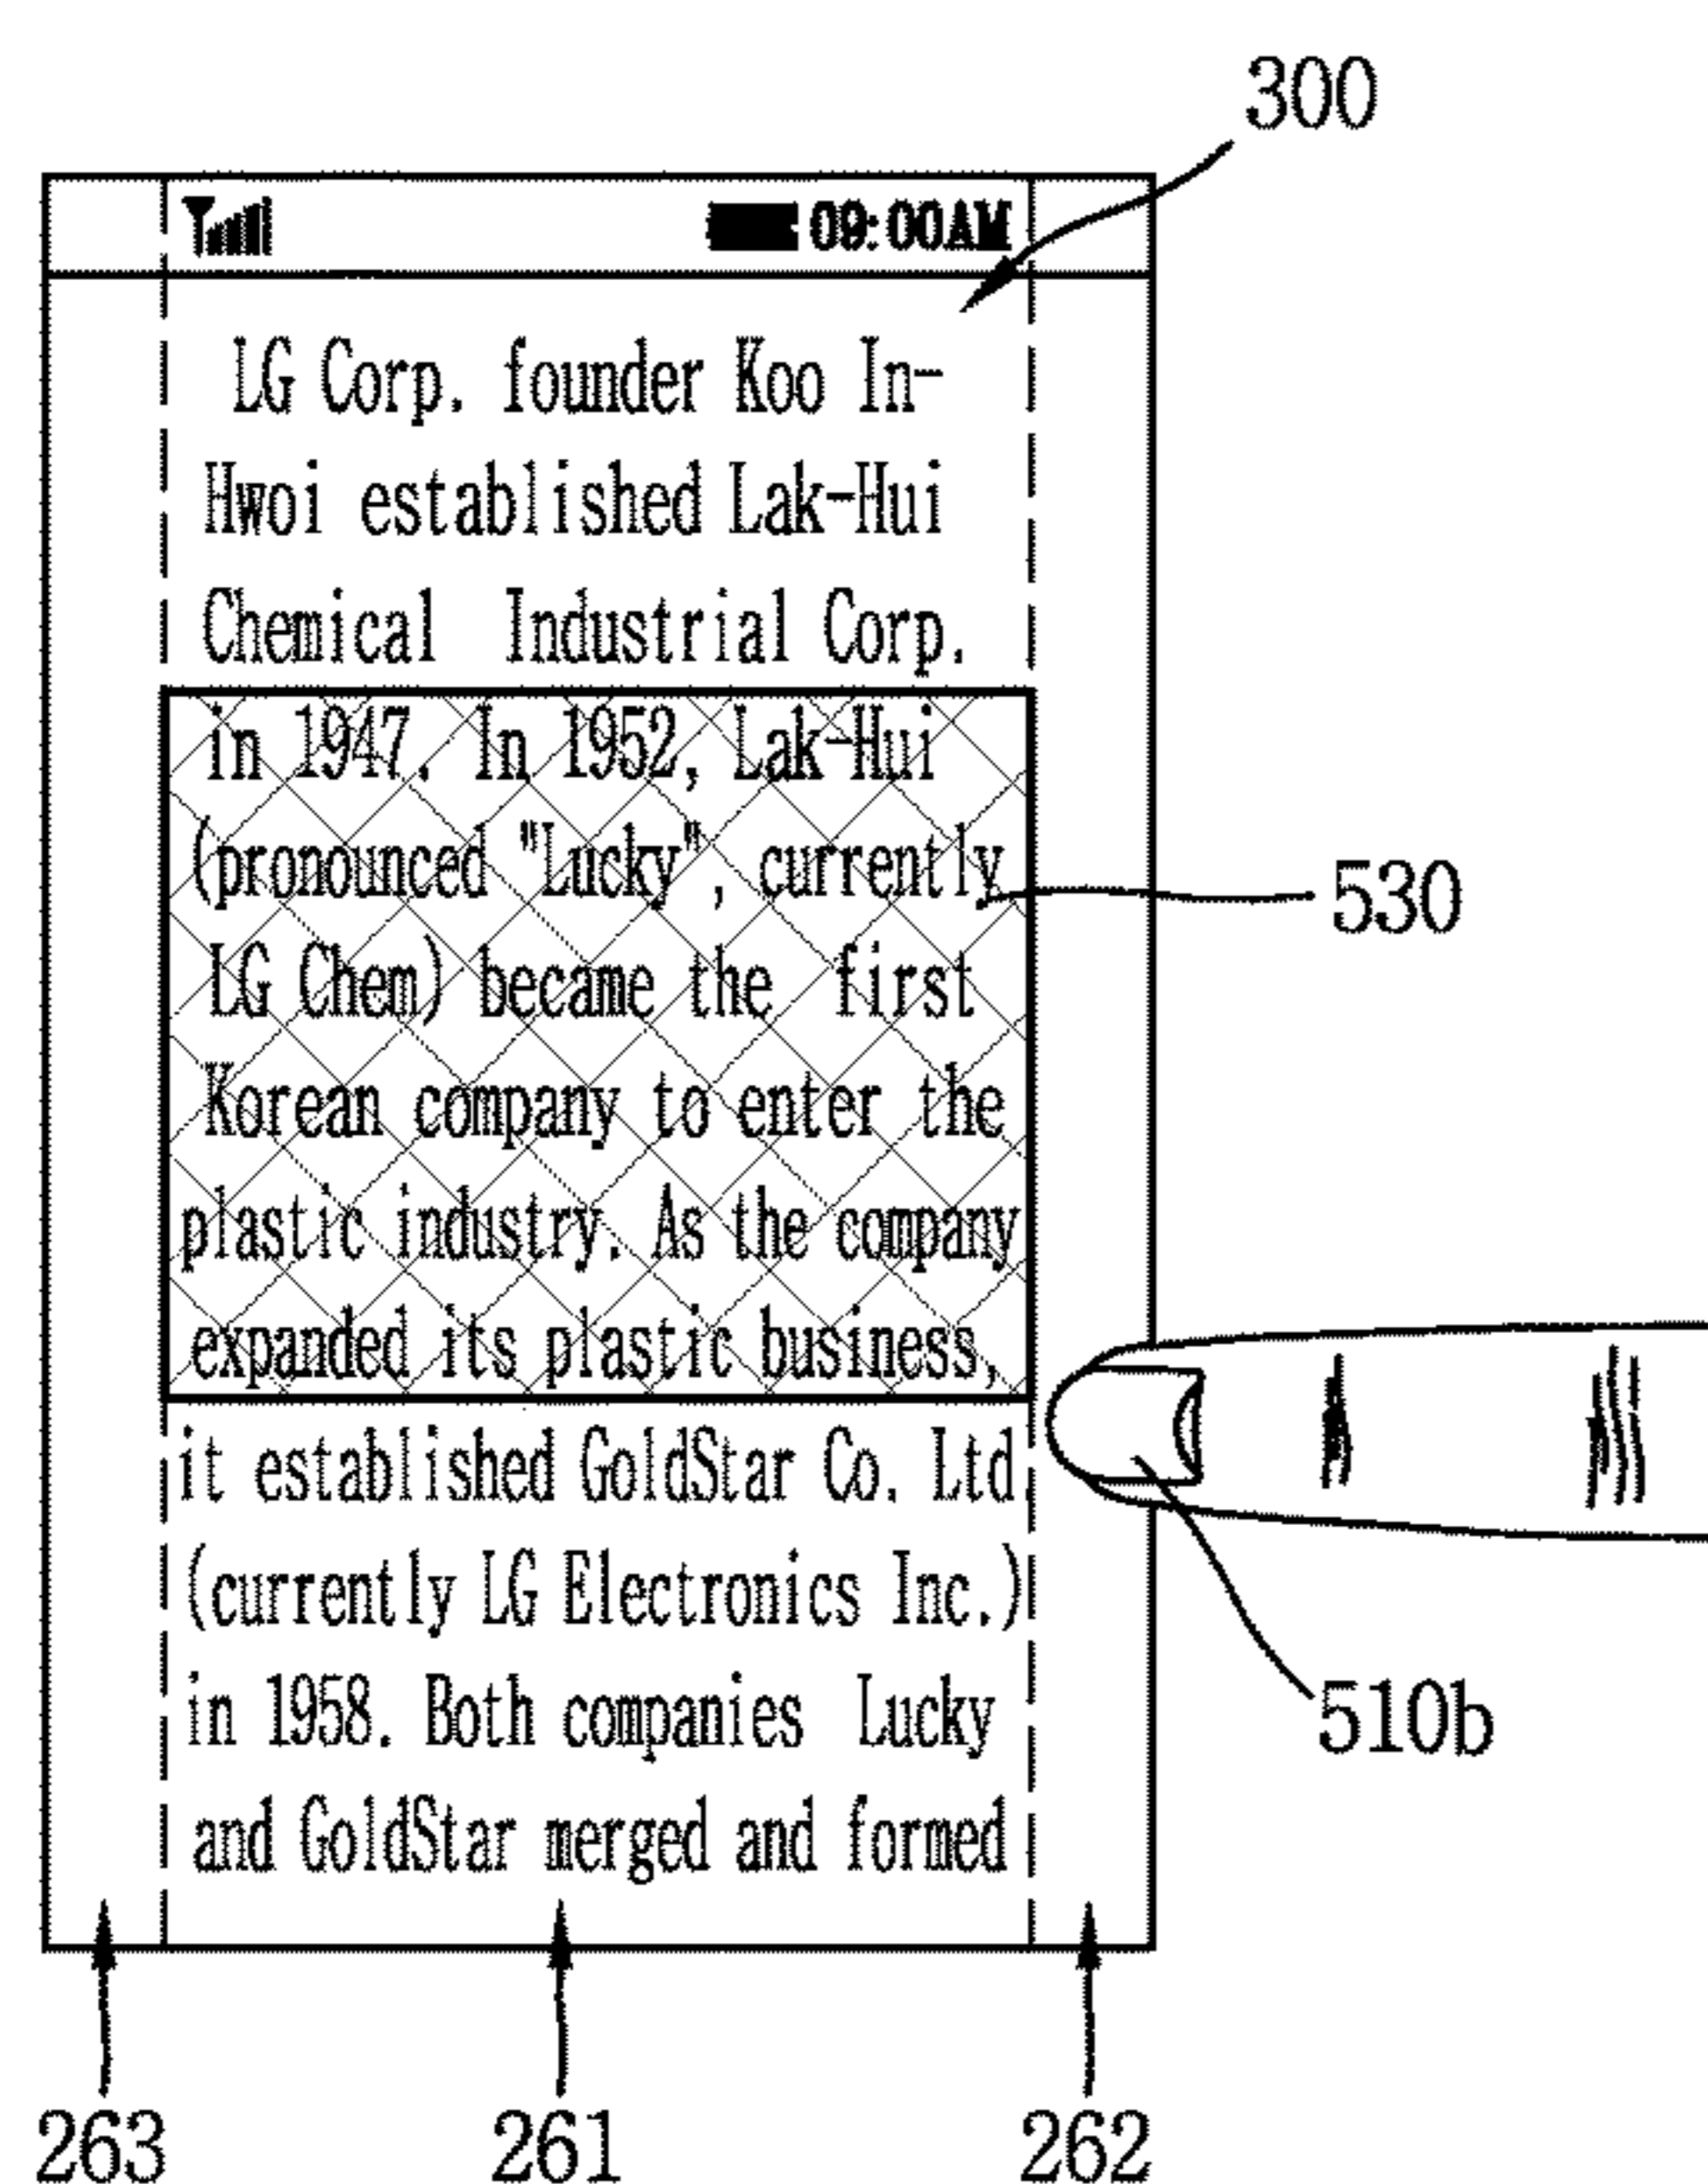 300
09:00AM
LG Corp. founder Koo In-
Hwoi established Lak-Hui
Chemical Industrial Corp.
in 1947. In 1952, Lak-Hui
(pronounced "Lucky", currently
530
LG Chem) became the first
Korean company to enter the
plastic industry. As the company
expanded its plastic business,
it established GoldStar Co. Ltd.
(currently LG Electronics Inc.)
in 1958. Both companies Lucky
510b
and GoldStar merged and formed
263 261 262